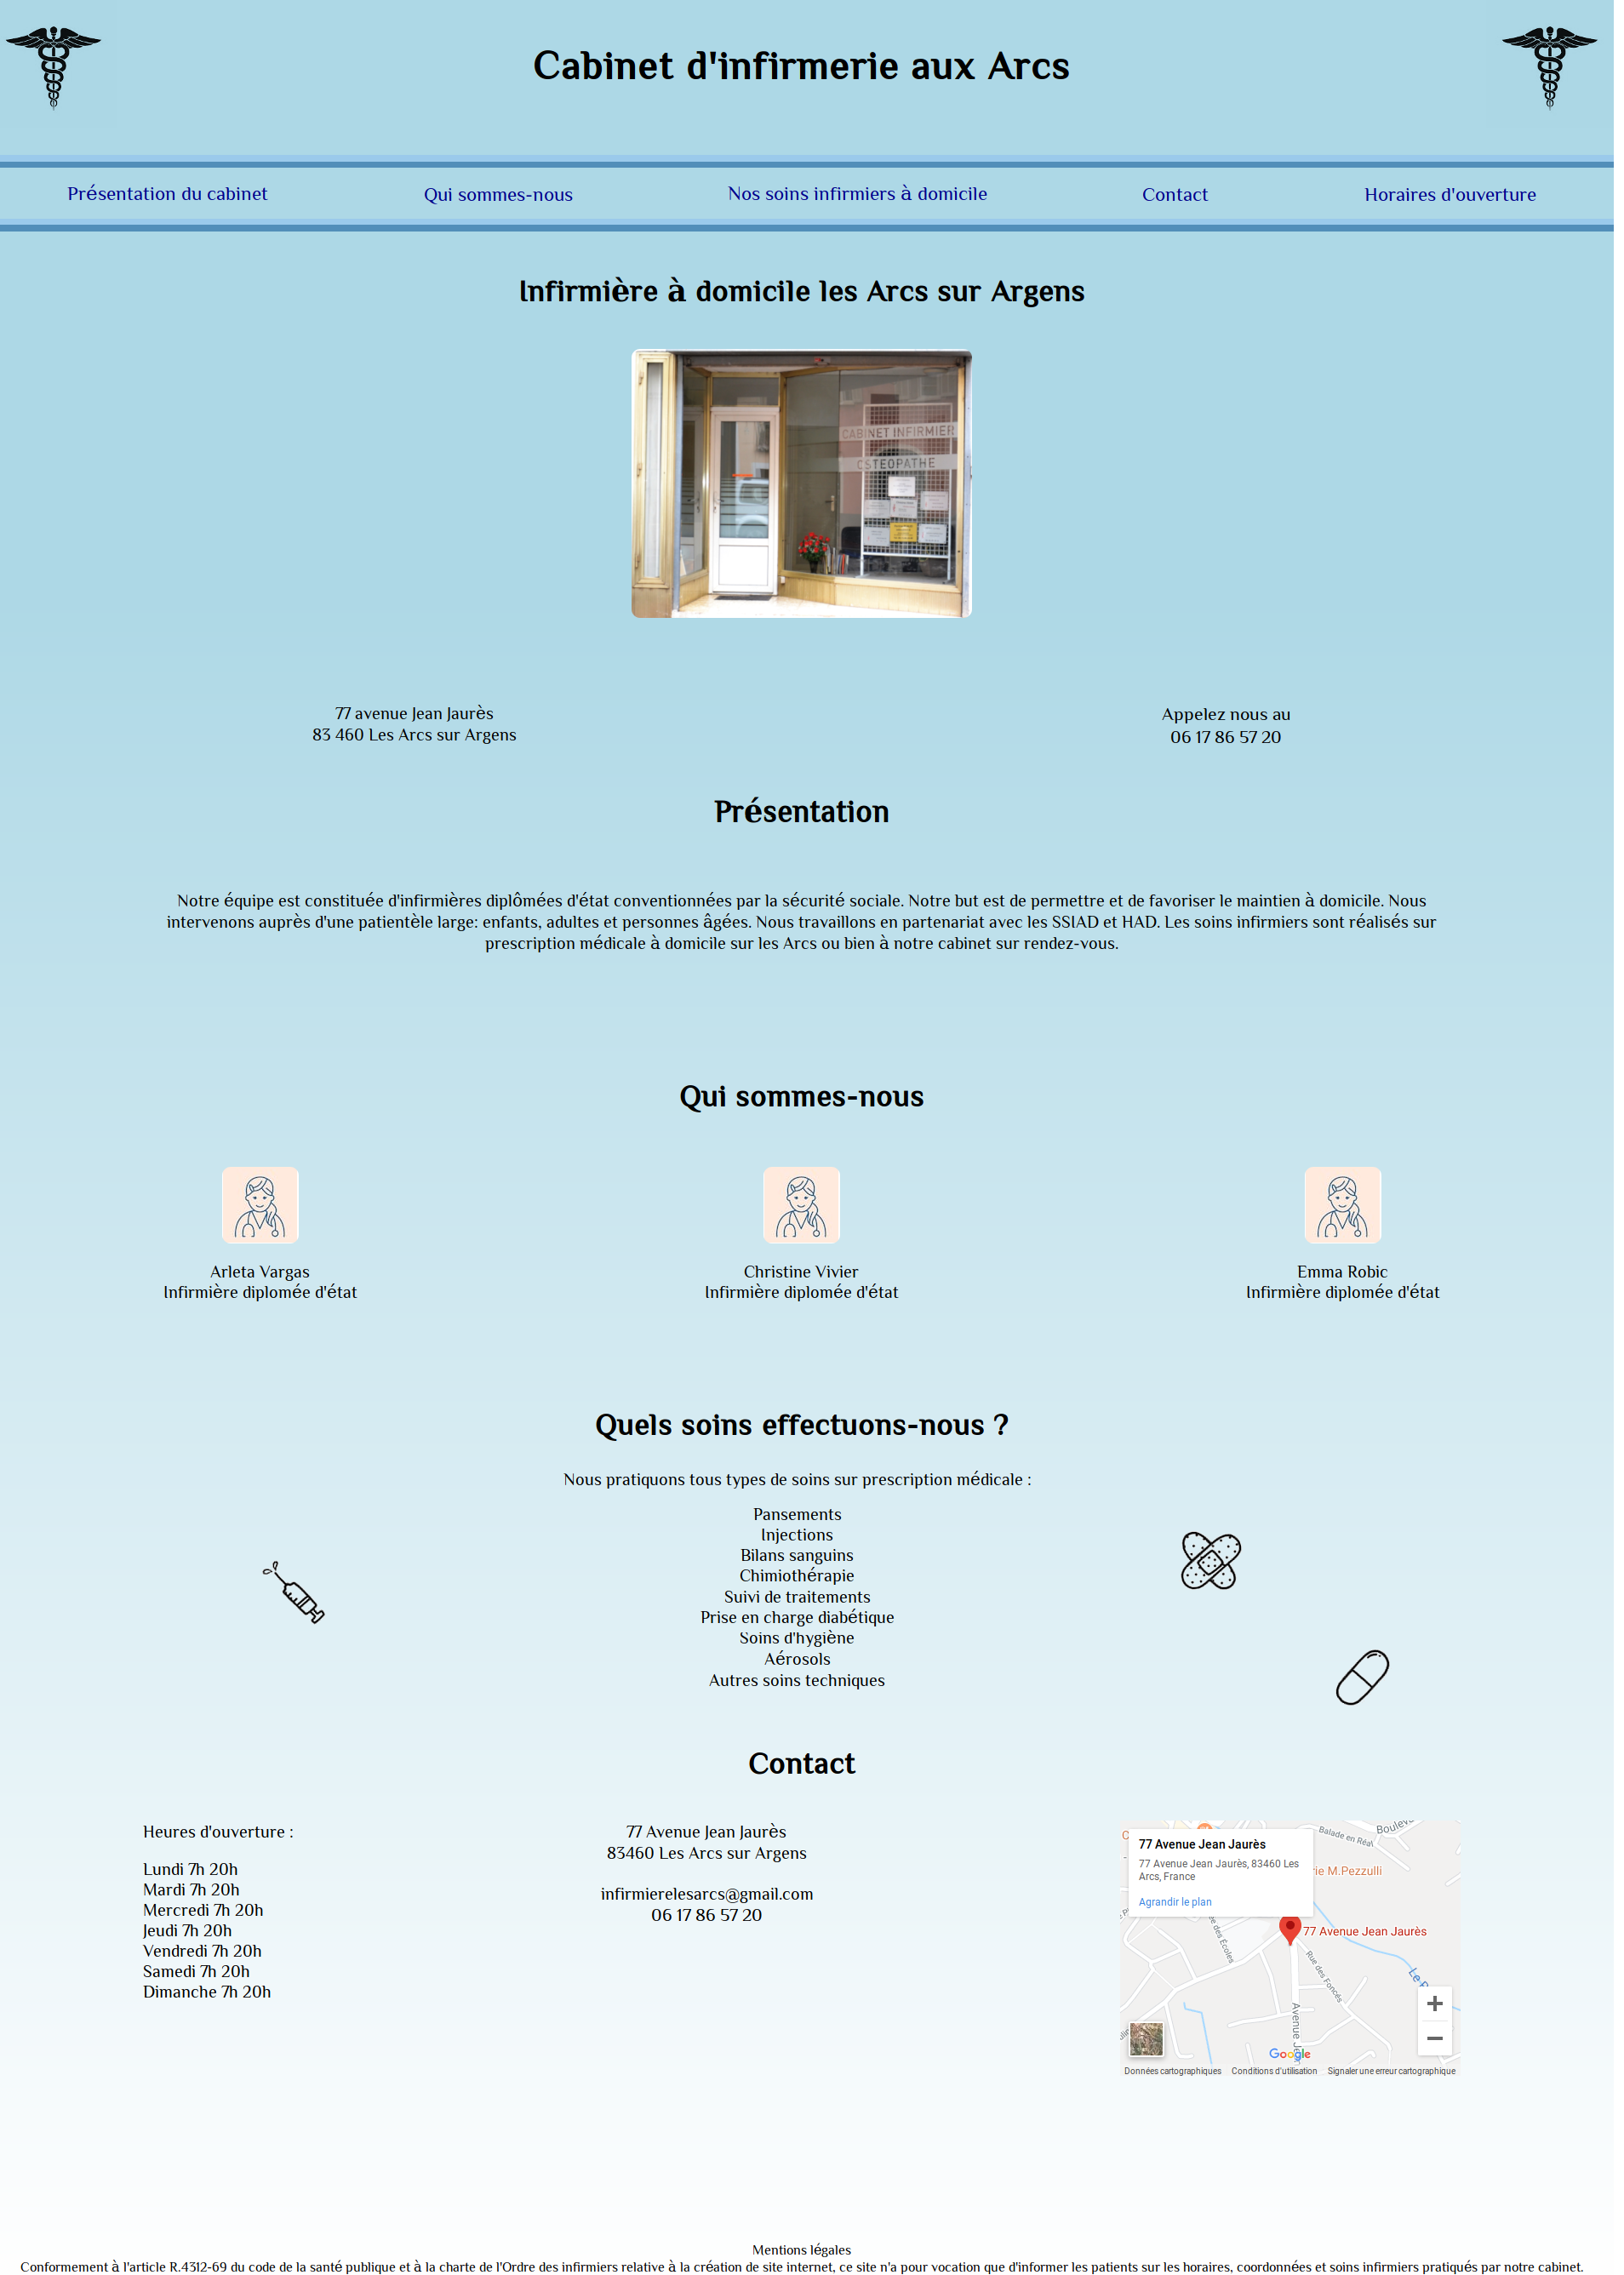 Cabinet d'infirmerie aux Arcs
Présentation du cabinet
Qui sommes-nous
Nos soins infirmiers à domicile
Contact
Horaires d'ouverture
Infirmière à domicile les Arcs sur Argens
CABINET INFIRMIER
OSTEOPATHE
77 avenue Jean Jaurès
83 460 Les Arcs sur Argens
Appelez nous au
06 17 86 57 20
Présentation
Notre équipe est constituée d'infirmières diplômées d'état conventionnées par la sécurité sociale. Notre but est de permettre et de favoriser le maintien à domicile. Nous
intervenons auprès d'une patientèle large: enfants, adultes et personnes âgées. Nous travaillons en partenariat avec les SSIAD et HAD. Les soins infirmiers sont réalisés sur
prescription médicale à domicile sur les Arcs ou bien à notre cabinet sur rendez-vous.
Qui sommes-nous
Arleta Vargas
Infirmière diplomée d'état
Christine Vivier
Infirmière diplomée d'état
Emma Robic
Infirmière diplomée d'état
Quels soins effectuons-nous ?
Nous pratiquons tous types de soins sur prescription médicale :
Pansements
Injections
Bilans sanguins
Chimiothérapie
Suivi de traitements
Prise en charge diabétique
Soins d'hygiène
Aérosols
Autres soins techniques
Contact
Heures d'ouverture :
Lundi 7h 20h
Mardi 7h 20h
Mercredi 7h 20h
Jeudi 7h 20h
Vendredi 7h 20h
Samedi 7h 20h
Dimanche 7h 20h
77 Avenue Jean Jaurès
83460 Les Arcs sur Argens
infirmierelesarcs@gmail.com
06 17 86 57 20
Balade en Réal
77 Avenue Jean Jaurès
77 Avenue Jean Jaurès, 83460 Les
Arcs, France
Agrandir le plan
M.Pezzulli
77 Avenue Jean Jaurès
des Écoles
Rue des Foncés
Avenue
Google
Données cartographiques
Conditions d'utilisation
Signaler une erreur cartographique
Mentions légales
Conformement à l'article R.4312-69 du code de la santé publique et à la charte de l'Ordre des infirmiers relative à la création de site internet, ce site n'a pour vocation que d'informer les patients sur les horaires, coordonnées et soins infirmiers pratiqués par notre cabinet.